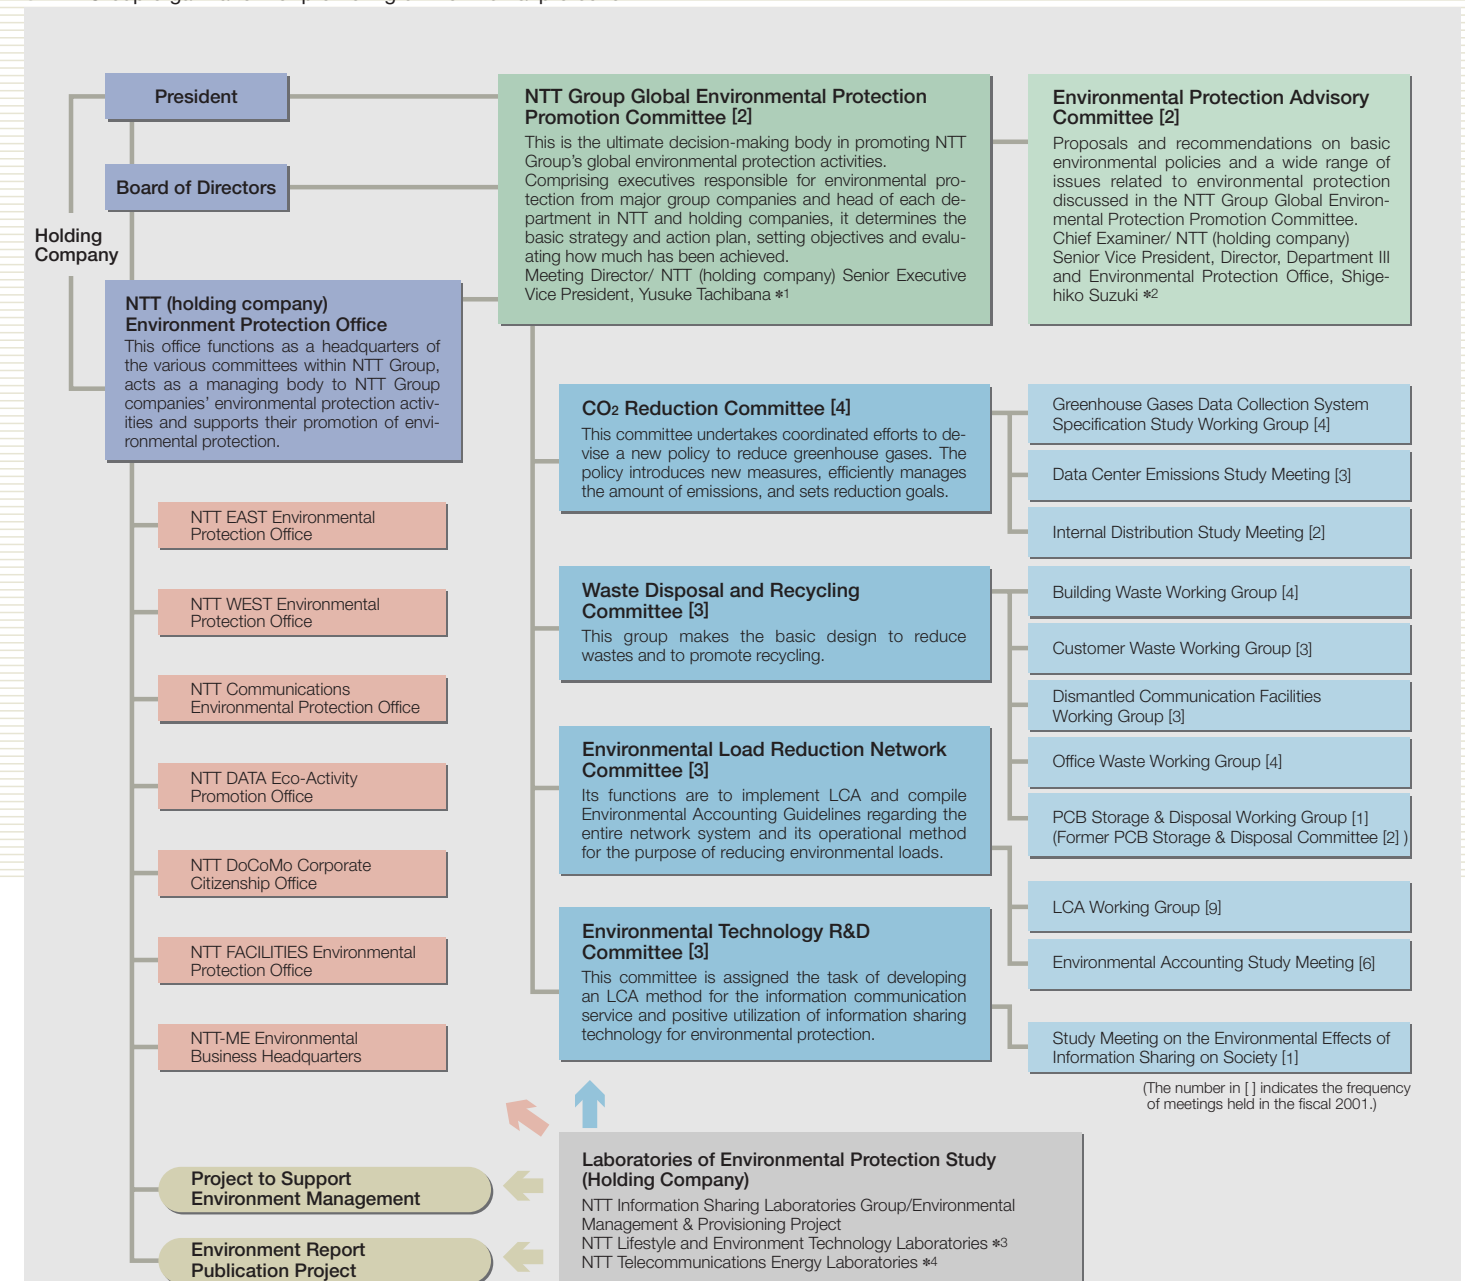 President
Board of Directors
Holding
Company
NTT (holding company)
Environment Protection Office
This office functions as a headquarters of
the various committees within NTT Group,
acts as a managing body to NTT Group
companies' environmental protection activ-
ities and supports their promotion of envi-
ronmental protection.
NTT EAST Environmental
Protection Office
NTT WEST Environmental
Protection Office
NTT Communications
Environmental Protection Office
NTT DATA Eco-Activity
Promotion Office
NTT DoCoMo Corporate
Citizenship Office
NTT FACILITIES Environmental
Protection Office
NTT-ME Environmental
Business Headquarters
Project to Support
Environment Management
Environment Report
Publication Project
NTT Group Global Environmental Protection
Promotion Committee [2]
This is the ultimate decision-making body in promoting NTT
Group's global environmental protection activities.
Comprising executives responsible for environmental pro-
tection from major group companies and head of each de-
partment in NTT and holding companies, it determines the
basic strategy and action plan, setting objectives and evalu-
ating how much has been achieved.
Meeting Director/ NTT (holding company) Senior Executive
Vice President, Yusuke Tachibana ✱1
Environmental Protection Advisory
Committee [2]
Proposals and recommendations on basic
environmental policies and a wide range of
issues related to environmental protection
discussed in the NTT Group Global Environ-
mental Protection Promotion Committee.
Chief Examiner/ NTT (holding company)
Senior Vice President, Director, Department III
and Environmental Protection Office, Shige-
hiko Suzuki ✱2
CO2 Reduction Committee [4]
This committee undertakes coordinated efforts to de-
vise a new policy to reduce greenhouse gases. The
policy introduces new measures, efficiently manages
the amount of emissions, and sets reduction goals.
Greenhouse Gases Data Collection System
Specification Study Working Group [4]
Data Center Emissions Study Meeting [3]
Internal Distribution Study Meeting [2]
Waste Disposal and Recycling
Committee [3]
This group makes the basic design to reduce
wastes and to promote recycling.
Building Waste Working Group [4]
Customer Waste Working Group [3]
Dismantled Communication Facilities
Working Group [3]
Office Waste Working Group [4]
PCB Storage & Disposal Working Group [1]
(Former PCB Storage & Disposal Committee [2] )
Environmental Load Reduction Network
Committee [3]
Its functions are to implement LCA and compile
Environmental Accounting Guidelines regarding the
entire network system and its operational method
for the purpose of reducing environmental loads.
LCA Working Group [9]
Environmental Accounting Study Meeting [6]
Environmental Technology R&D
Committee [3]
This committee is assigned the task of developing
an LCA method for the information communication
service and positive utilization of information sharing
technology for environmental protection.
Study Meeting on the Environmental Effects of
Information Sharing on Society [1]
(The number in [ ] indicates the frequency
of meetings held in the fiscal 2001.)
Laboratories of Environmental Protection Study
(Holding Company)
NTT Information Sharing Laboratories Group/Environmental
Management & Provisioning Project
NTT Lifestyle and Environment Technology Laboratories ✱3
NTT Telecommunications Energy Laboratories ✱4